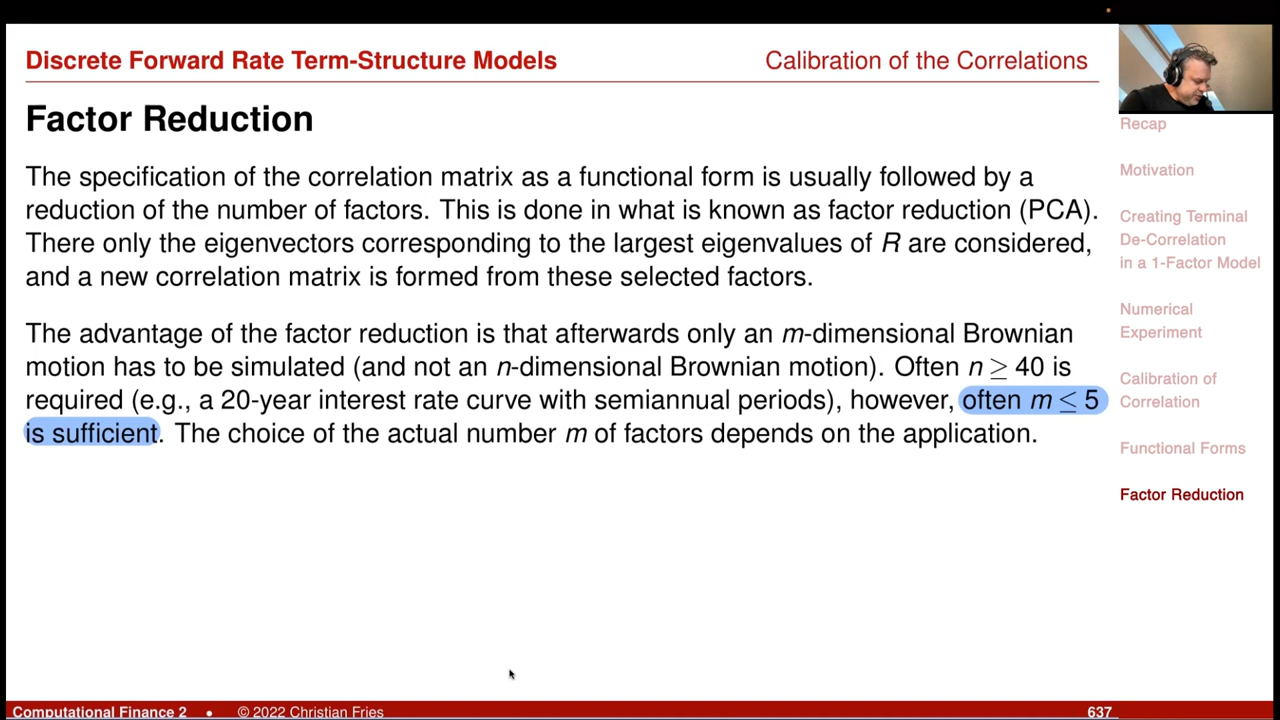 Discrete Forward Rate Term-Structure Models
Calibration of the Correlations
Factor Reduction
The specification of the correlation matrix as a functional form is usually followed by a
reduction of the number of factors. This is done in what is known as factor reduction (PCA).
There only the eigenvectors corresponding to the largest eigenvalues of R are considered,
and a new correlation matrix is formed from these selected factors.
The advantage of the factor reduction is that afterwards only an m-dimensional Brownian
motion has to be simulated (and not an n-dimensional Brownian motion). Often n ≥ 40 is
required (e.g., a 20-year interest rate curve with semiannual periods), however, often m ≤ 5
is sufficient. The choice of the actual number m of factors depends on the application.
Recap
Motivation
Creating Terminal
De-Correlation
in a 1-Factor Model
Numerical
Experiment
Calibration of
Correlation
Functional Forms
Factor Reduction
Computational Finance 2 • © 2022 Christian Fries
637